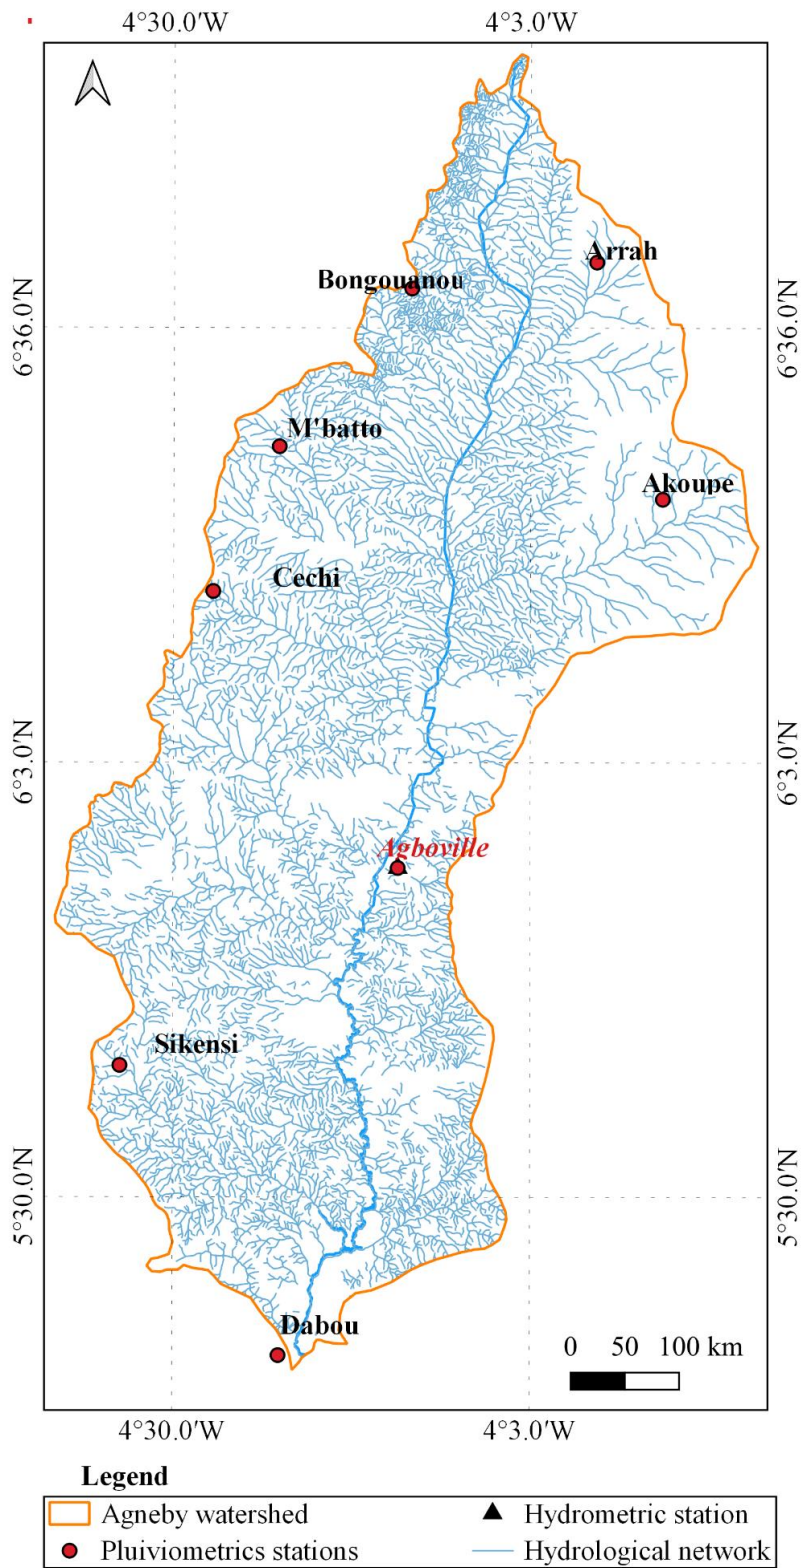 4°30.0′W 4°3.0′W
Arrah
Bongouanou
6°36.0′N 6°36.0′N
M'batto
Akoupe
Cechi
6°3.0′N 6°3.0′N
Agboville
Sikensi
5°30.0′N 5°30.0′N
Dabou
0 50 100 km
4°30.0′W 4°3.0′W
Legend
Agneby watershed Hydrometric station
Pluiviometrics stations Hydrological network